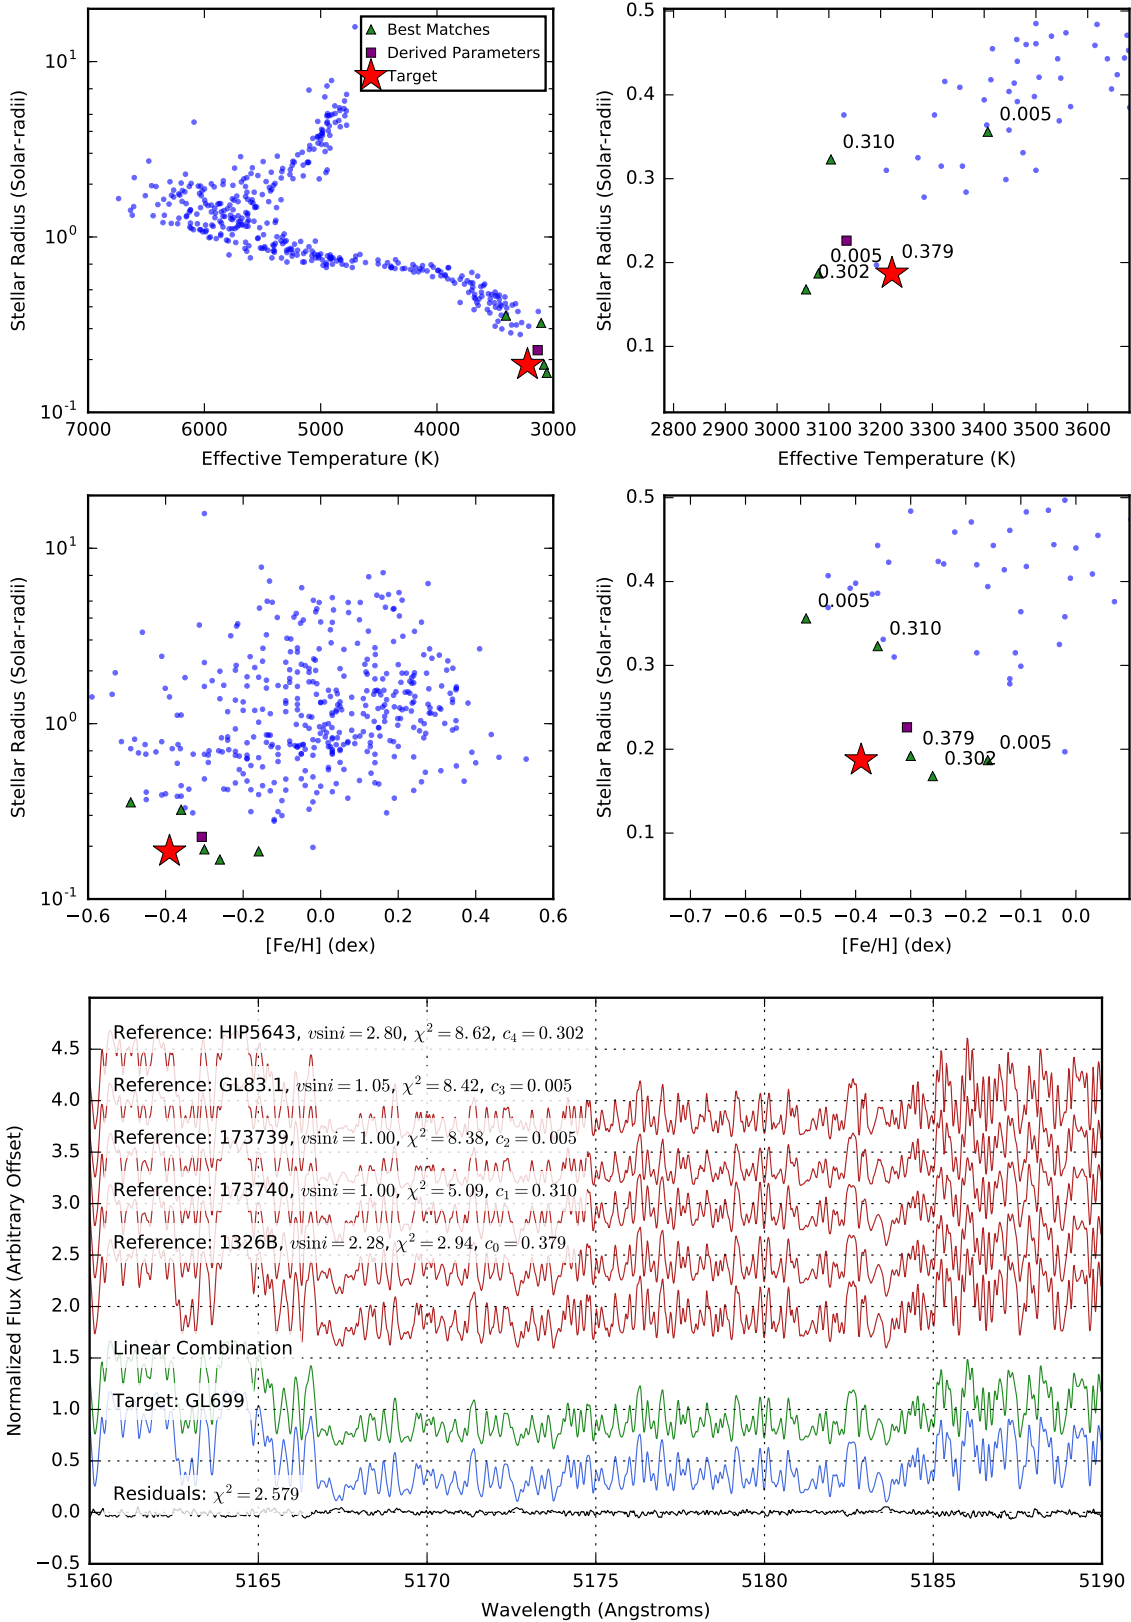 Best Matches
Derived Parameters
Target
10^1
10^0
10^-1
Stellar Radius (Solar-radii)
7000 6000 5000 4000 3000
Effective Temperature (K)
0.5
0.4
0.3
0.2
0.1
Stellar Radius (Solar-radii)
0.005
0.310
0.379
0.005
0.302
2800 2900 3000 3100 3200 3300 3400 3500 3600
Effective Temperature (K)
10^1
10^0
10^-1
Stellar Radius (Solar-radii)
−0.6 −0.4 −0.2 0.0 0.2 0.4 0.6
[Fe/H] (dex)
0.5
0.4
0.3
0.2
0.1
Stellar Radius (Solar-radii)
0.005
0.310
0.379
0.005
0.302
−0.7 −0.6 −0.5 −0.4 −0.3 −0.2 −0.1 0.0
[Fe/H] (dex)
Normalized Flux (Arbitrary Offset)
4.5
4.0
3.5
3.0
2.5
2.0
1.5
1.0
0.5
0.0
−0.5
Reference: HIP5643, vsini = 2.80, χ² = 8.62, c₄ = 0.302
Reference: GL83.1, vsini = 1.05, χ² = 8.42, c₃ = 0.005
Reference: 173739, vsini = 1.00, χ² = 8.38, c₂ = 0.005
Reference: 173740, vsini = 1.00, χ² = 5.09, c₁ = 0.310
Reference: 1326B, vsini = 2.28, χ² = 2.94, c₀ = 0.379
Linear Combination
Target: GL699
Residuals: χ² = 2.579
5160 5165 5170 5175 5180 5185 5190
Wavelength (Angstroms)